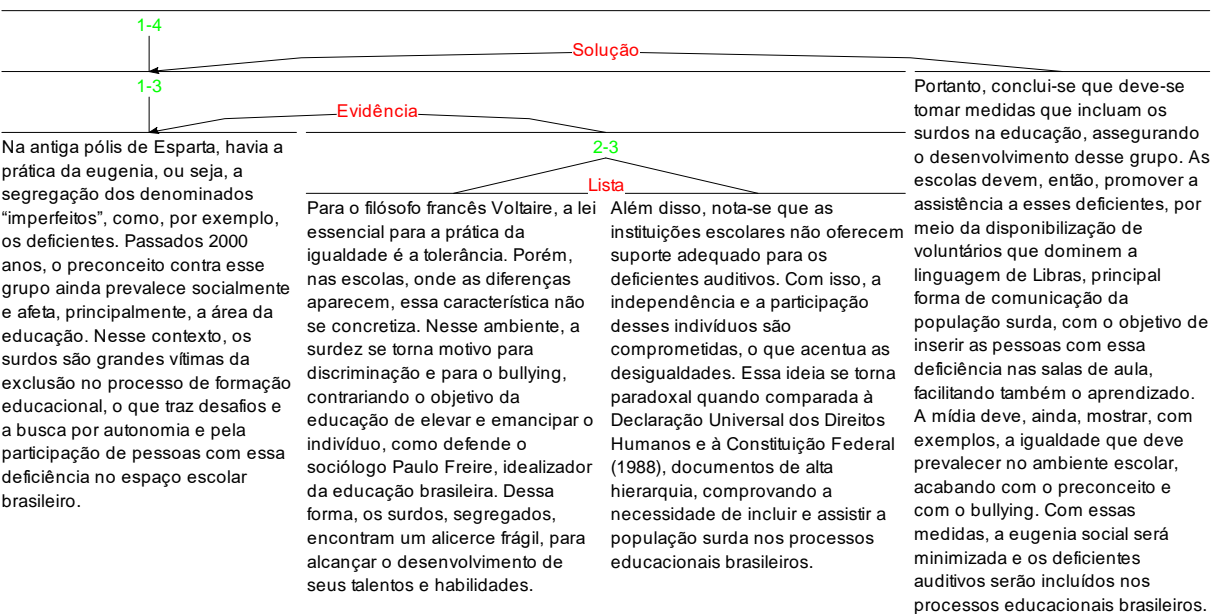 1-4
Solução
1-3
Evidência
2-3
Lista
Na antiga pólis de Esparta, havia a
prática da eugenia, ou seja, a
segregação dos denominados
“imperfeitos”, como, por exemplo,
os deficientes. Passados 2000
anos, o preconceito contra esse
grupo ainda prevalece socialmente
e afeta, principalmente, a área da
educação. Nesse contexto, os
surdos são grandes vítimas da
exclusão no processo de formação
educacional, o que traz desafios e
a busca por autonomia e pela
participação de pessoas com essa
deficiência no espaço escolar
brasileiro.
Para o filósofo francês Voltaire, a lei
essencial para a prática da
igualdade é a tolerância. Porém,
nas escolas, onde as diferenças
aparecem, essa característica não
se concretiza. Nesse ambiente, a
surdez se torna motivo para
discriminação e para o bullying,
contrariando o objetivo da
educação de elevar e emancipar o
indivíduo, como defende o
sociólogo Paulo Freire, idealizador
da educação brasileira. Dessa
forma, os surdos, segregados,
encontram um alicerce frágil, para
alcançar o desenvolvimento de
seus talentos e habilidades.
Além disso, nota-se que as
instituições escolares não oferecem
suporte adequado para os
deficientes auditivos. Com isso, a
independência e a participação
desses indivíduos são
comprometidas, o que acentua as
desigualdades. Essa ideia se torna
paradoxal quando comparada à
Declaração Universal dos Direitos
Humanos e à Constituição Federal
(1988), documentos de alta
hierarquia, comprovando a
necessidade de incluir e assistir a
população surda nos processos
educacionais brasileiros.
Portanto, conclui-se que deve-se
tomar medidas que incluam os
surdos na educação, assegurando
o desenvolvimento desse grupo. As
escolas devem, então, promover a
assistência a esses deficientes, por
meio da disponibilização de
voluntários que dominem a
linguagem de Libras, principal
forma de comunicação da
população surda, com o objetivo de
inserir as pessoas com essa
deficiência nas salas de aula,
facilitando também o aprendizado.
A mídia deve, ainda, mostrar, com
exemplos, a igualdade que deve
prevalecer no ambiente escolar,
acabando com o preconceito e
com o bullying. Com essas
medidas, a eugenia social será
minimizada e os deficientes
auditivos serão incluídos nos
processos educacionais brasileiros.